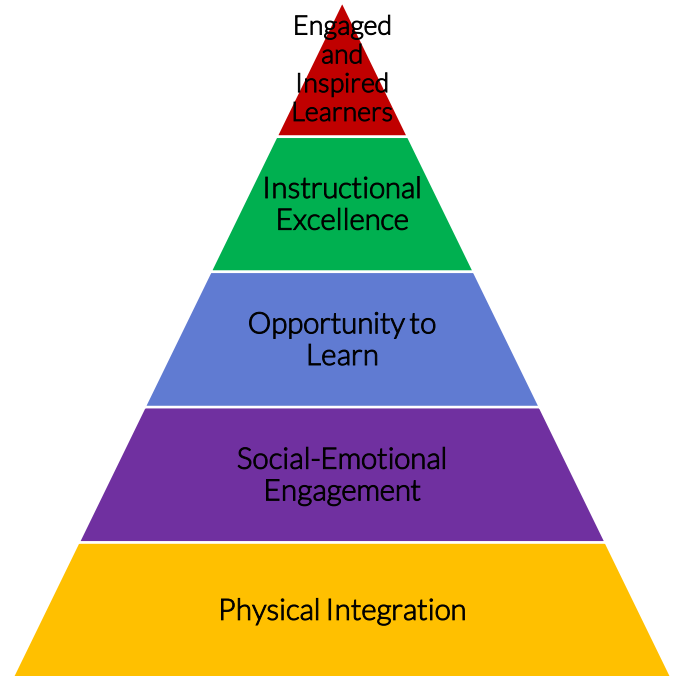 Engaged
and
Inspired
Learners
Instructional
Excellence
Opportunity to
Learn
Social-Emotional
Engagement
Physical Integration